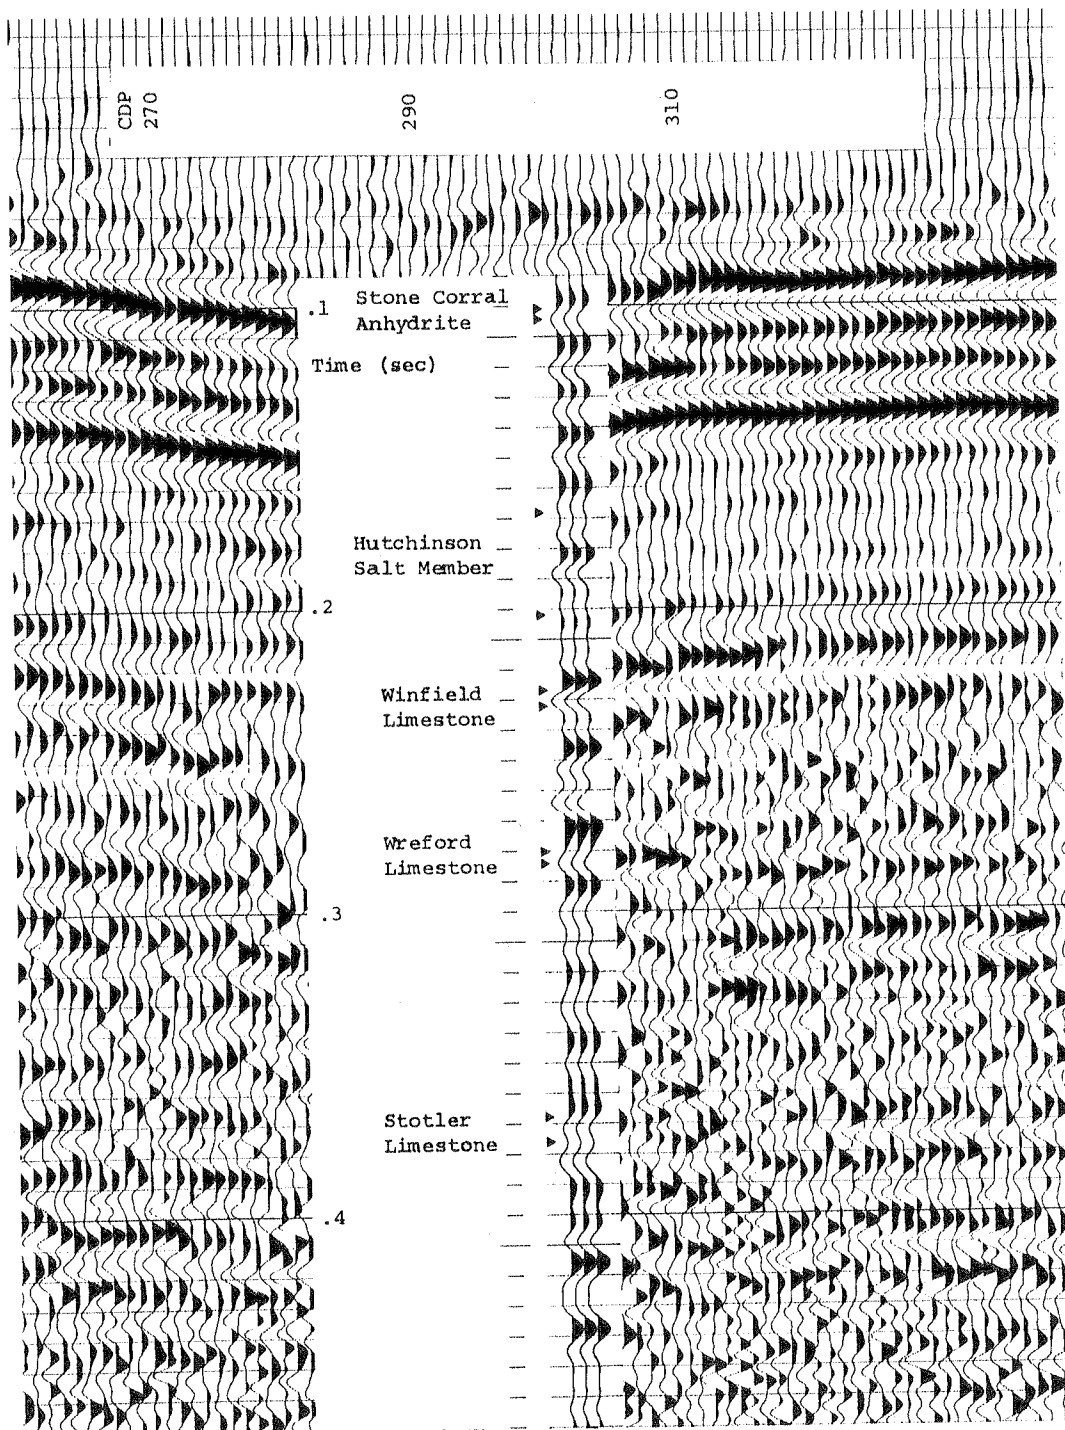 CDP
270
290
310
.1
Stone Corral
Anhydrite
Time (sec)
Hutchinson
Salt Member
.2
Winfield
Limestone
Wreford
Limestone
.3
Stotler
Limestone
.4